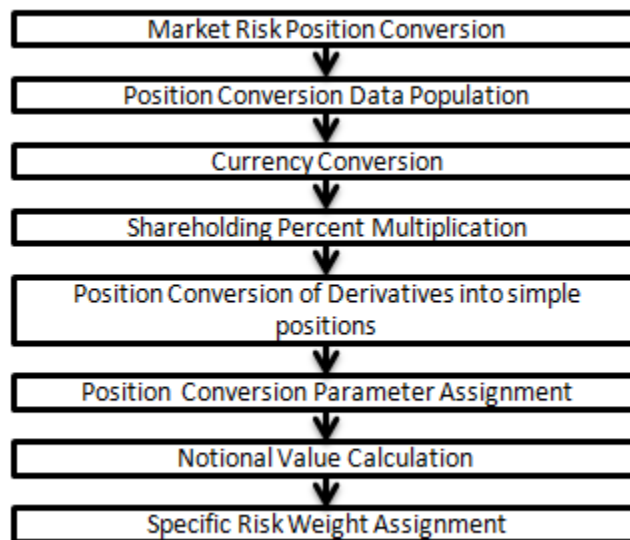 Market Risk Position Conversion
Position Conversion Data Population
Currency Conversion
Shareholding Percent Multiplication
Position Conversion of Derivatives into simple
positions
Position Conversion Parameter Assignment
Notional Value Calculation
Specific Risk Weight Assignment